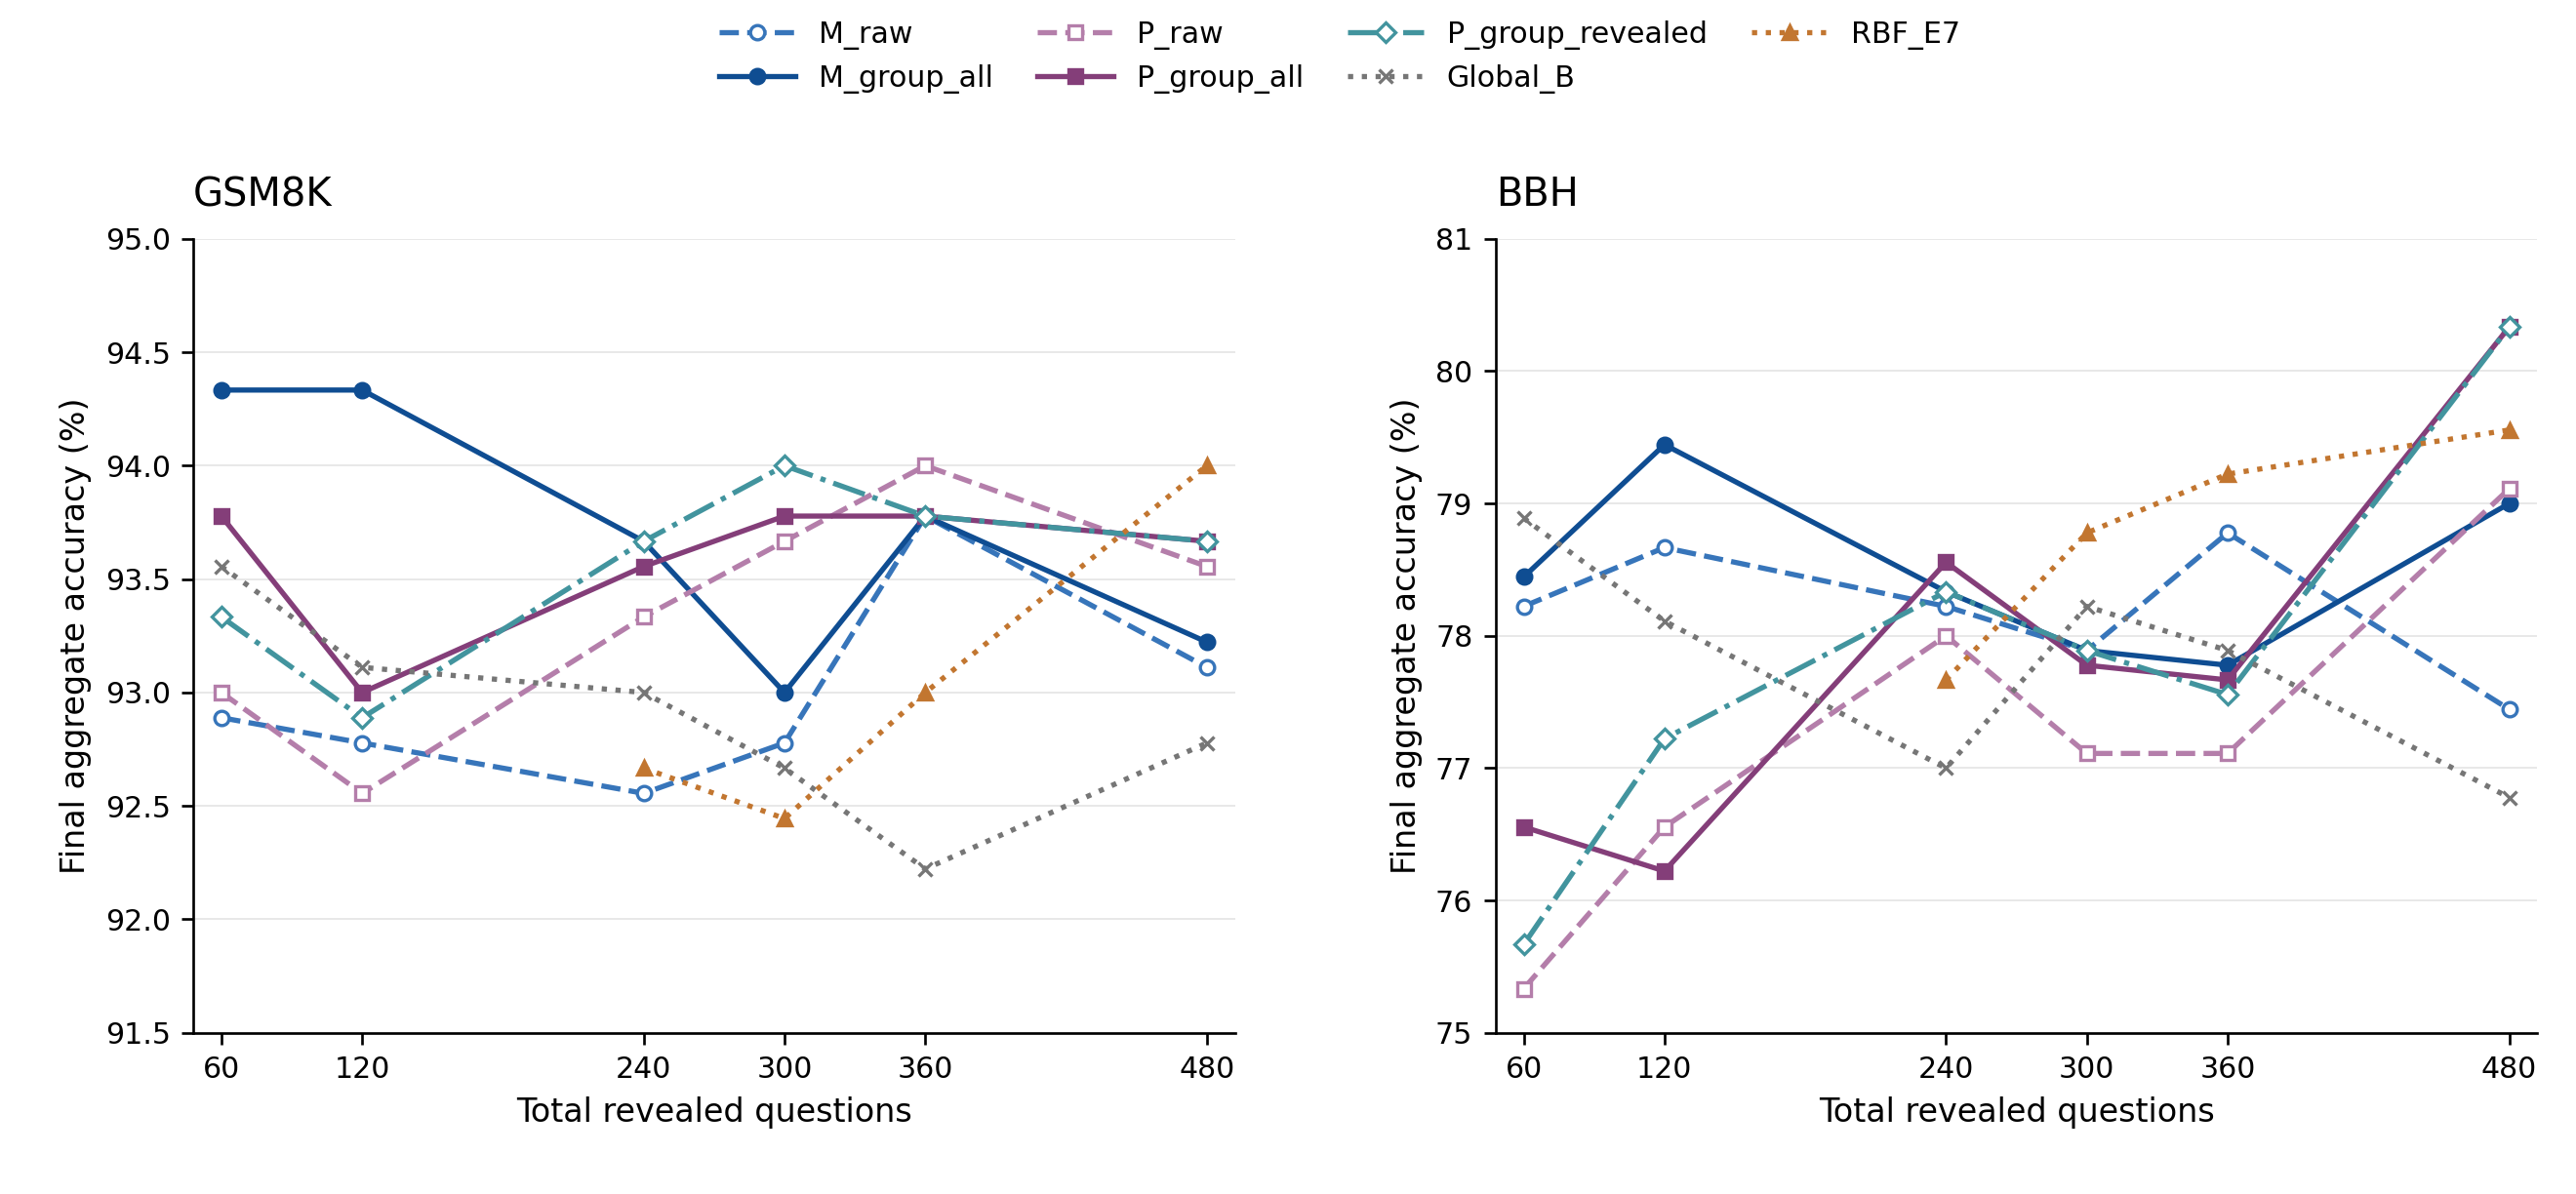 M_raw P_raw P_group_revealed RBF_E7
M_group_all P_group_all Global_B
GSM8K
95.0
94.5
94.0
93.5
93.0
92.5
92.0
91.5
Final aggregate accuracy (%)
60 120 240 300 360 480
Total revealed questions
BBH
81
80
79
78
77
76
75
Final aggregate accuracy (%)
60 120 240 300 360 480
Total revealed questions